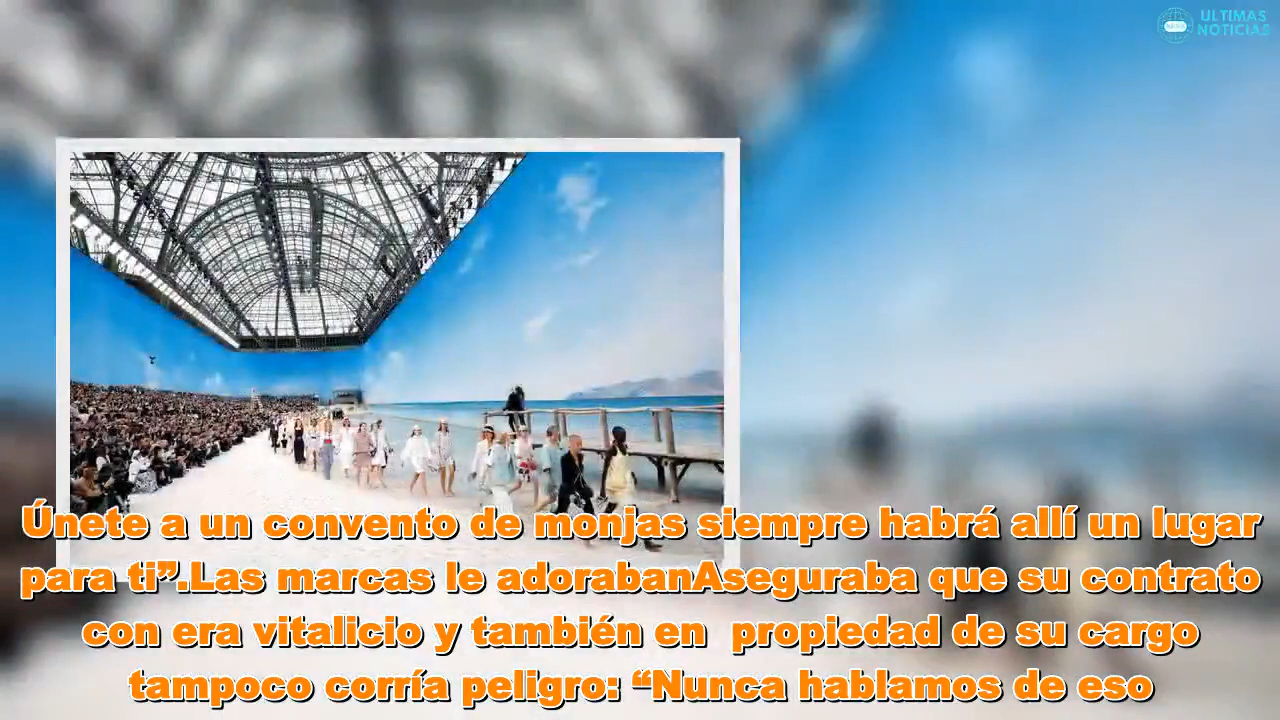 ULTIMAS
NOTICIAS
Únete a un convento de monjas siempre habrá allí un lugar
para ti”.Las marcas le adorabanAseguraba que su contrato
con era vitalicio y también en  propiedad de su cargo
tampoco corría peligro: “Nunca hablamos de eso